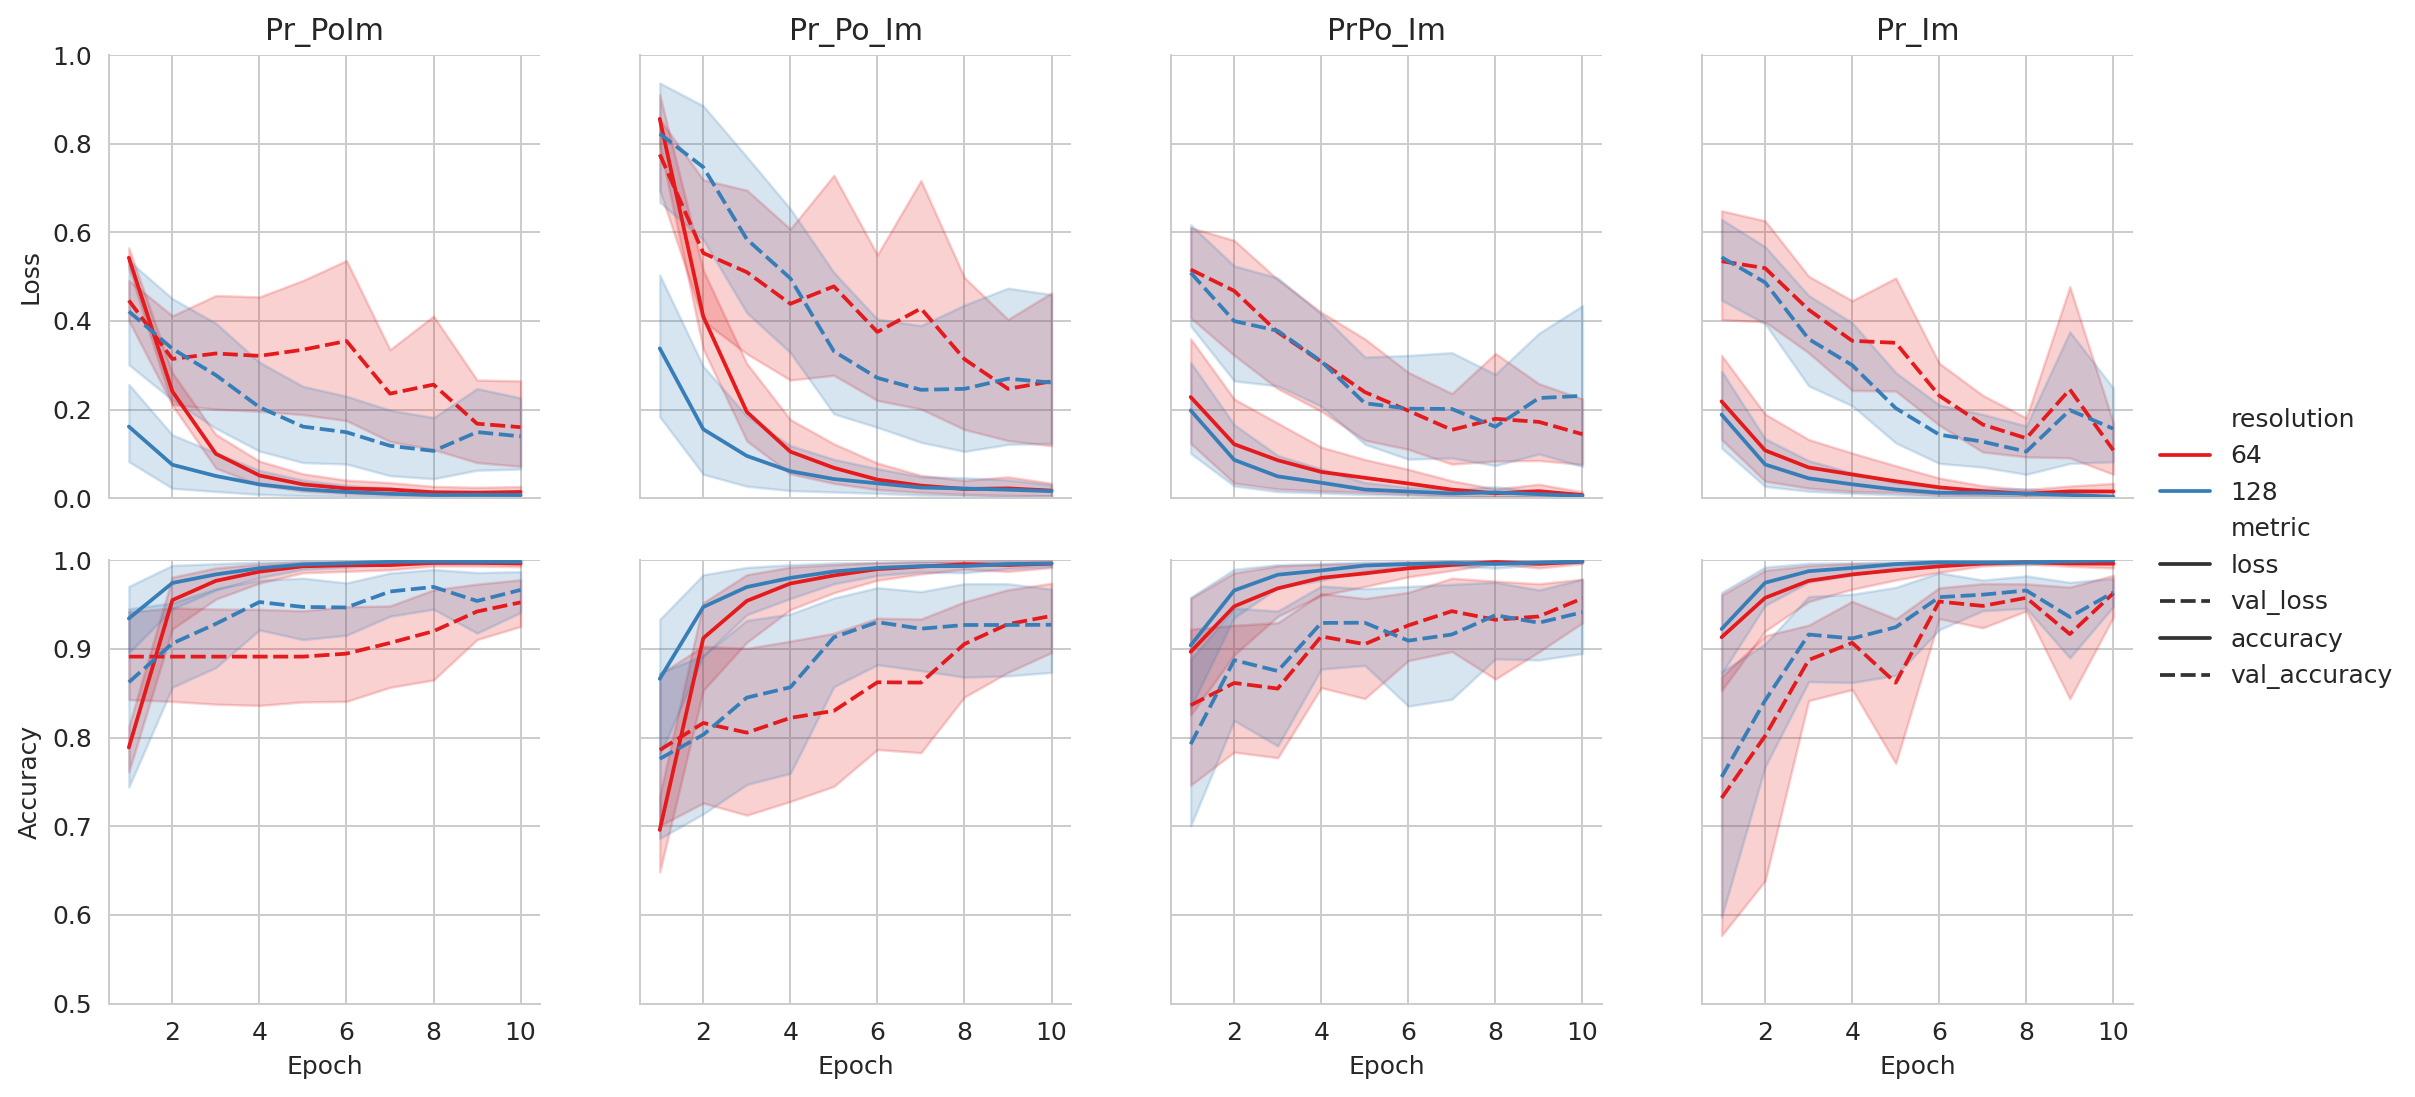 Pr_PoIm
Pr_Po_Im
PrPo_Im
Pr_Im
1.0
0.8
0.6
0.4
0.2
0.0
Loss
1.0
0.9
0.8
0.7
0.6
0.5
Accuracy
2 4 6 8 10
Epoch
2 4 6 8 10
Epoch
2 4 6 8 10
Epoch
2 4 6 8 10
Epoch
resolution
64
128
metric
loss
val_loss
accuracy
val_accuracy